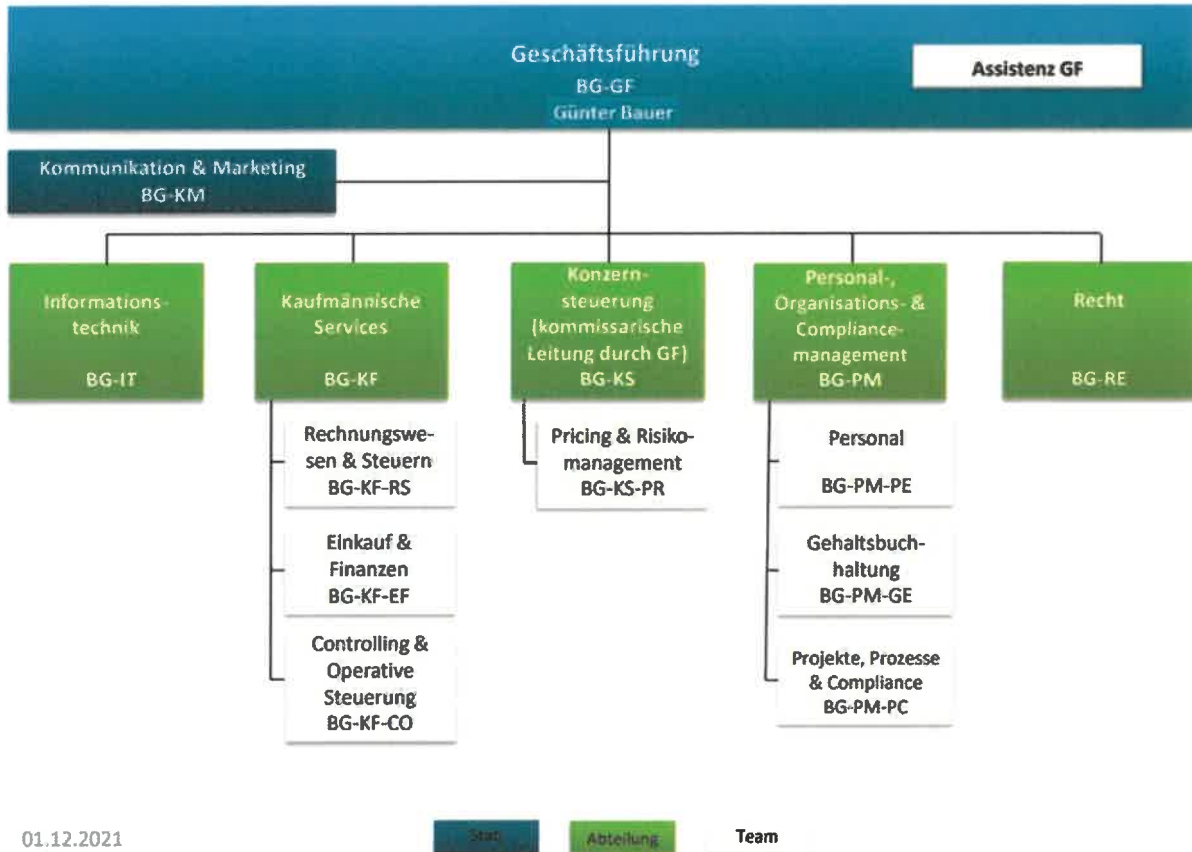 Geschäftsführung
BG-GF
Günter Bauer
Assistenz GF
Kommunikation & Marketing
BG-KM
Informations-
technik
BG-IT
Kaufmännische
Services
BG-KF
Konzern-
steuerung
(kommissarische
Leitung durch GF)
BG-KS
Personal-,
Organisations- &
Compliance-
management
BG-PM
Recht
BG-RE
Rechnungswe-
sen & Steuern
BG-KF-RS
Einkauf &
Finanzen
BG-KF-EF
Controlling &
Operative
Steuerung
BG-KF-CO
Pricing & Risiko-
management
BG-KS-PR
Personal
BG-PM-PE
Gehaltsbuch-
haltung
BG-PM-GE
Projekte, Prozesse
& Compliance
BG-PM-PC
01.12.2021
Stab
Abteilung
Team